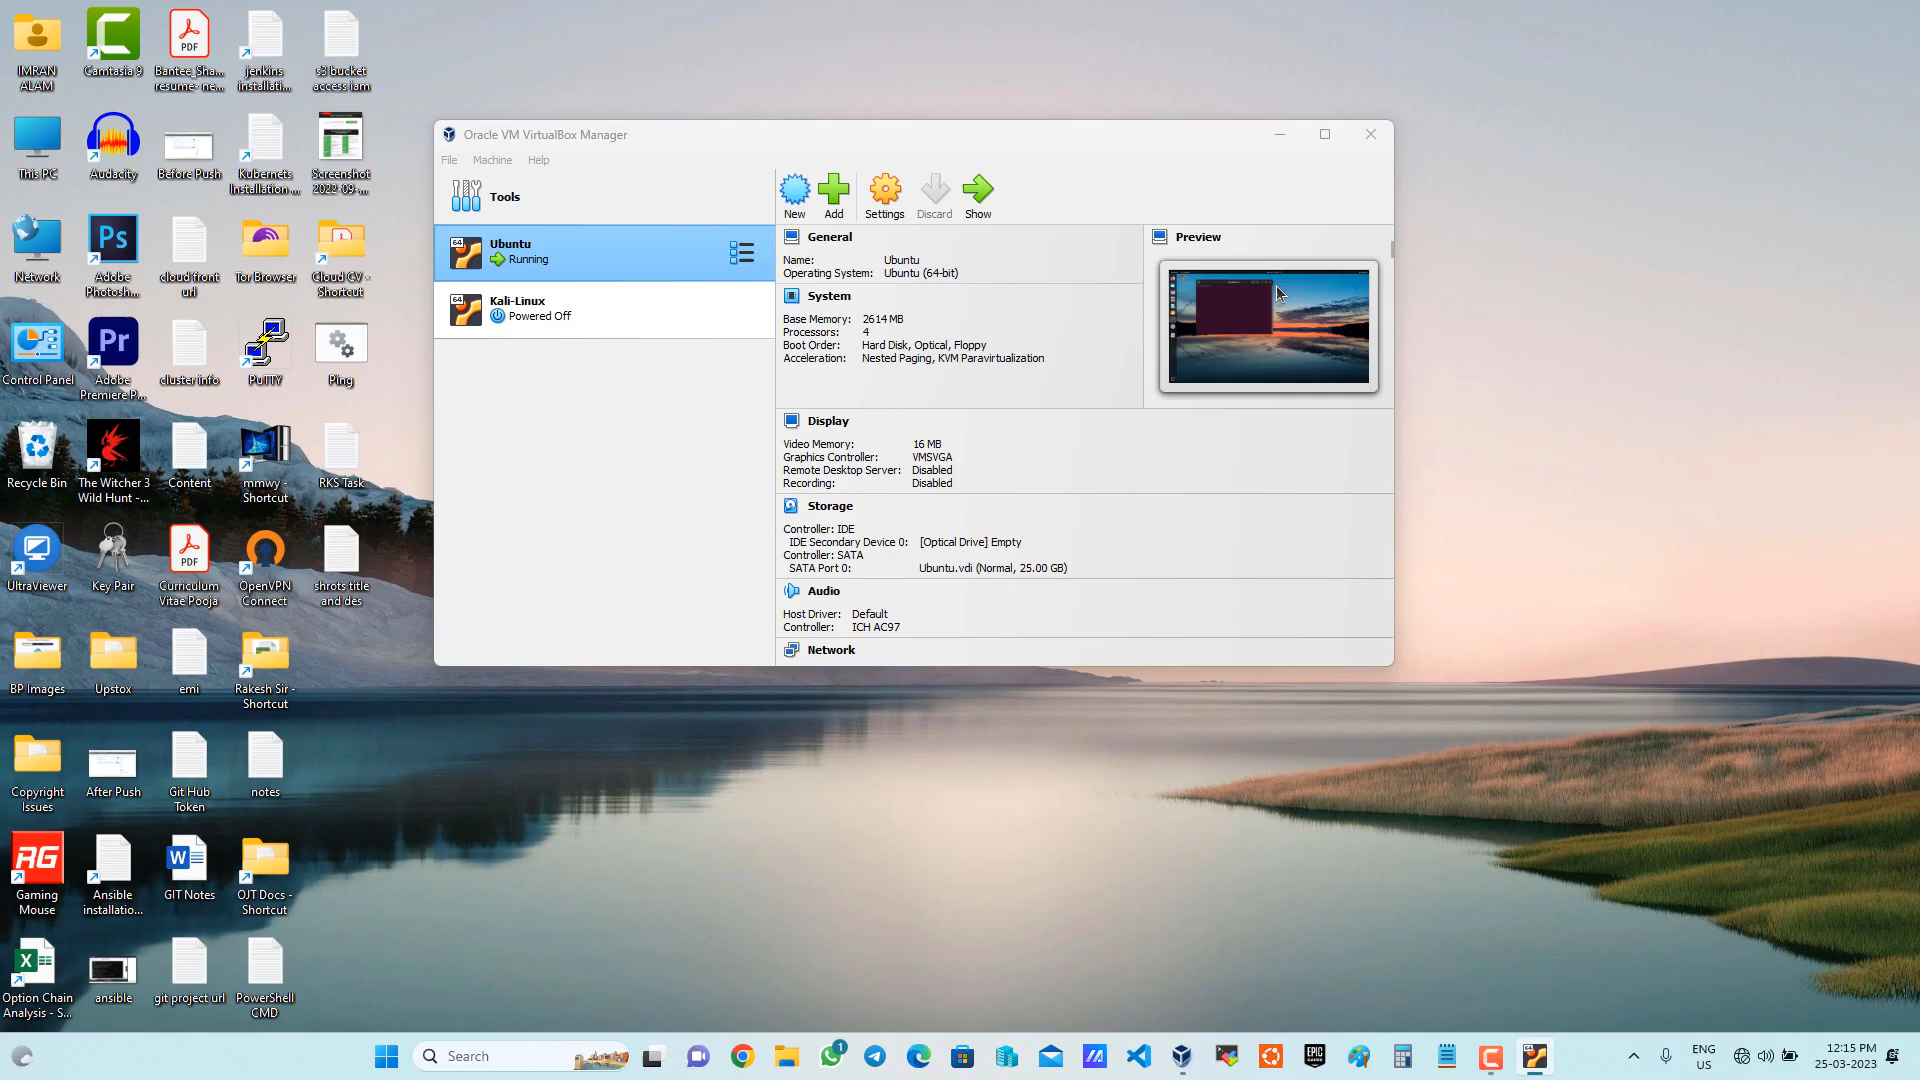 IMRAN
ALAM
Camtasia 9
PDF
Bantee_Sha...
resume- ne...
jenkins
installati...
s3 bucket
access iam
This PC
Audacity
Before Push
Kubernets
Installation ...
Screenshot
2022-09-...
Network
Ps
Adobe
Photosh...
cloud front
url
Tor Browser
Cloud CV -
Shortcut
Control Panel
Pr
Adobe
Premiere P...
cluster info
PuTTY
Ping
Recycle Bin
The Witcher 3
Wild Hunt -...
Content
mmwy -
Shortcut
RKS Task
UltraViewer
Key Pair
PDF
Curriculum
Vitae Pooja
OpenVPN
Connect
shrots title
and des
BP Images
Upstox
emi
Rakesh Sir -
Shortcut
Copyright
Issues
After Push
Git Hub
Token
notes
RG
Gaming
Mouse
Ansible
installatio...
W
GIT Notes
OJT Docs -
Shortcut
X
Option Chain
Analysis - S...
ansible
git project url
PowerShell
CMD
Oracle VM VirtualBox Manager
File Machine Help
Tools
New Add Settings Discard Show
64
Ubuntu
Running
64
Kali-Linux
Powered Off
General
Name: Ubuntu
Operating System: Ubuntu (64-bit)
System
Base Memory: 2614 MB
Processors: 4
Boot Order: Hard Disk, Optical, Floppy
Acceleration: Nested Paging, KVM Paravirtualization
Preview
Display
Video Memory: 16 MB
Graphics Controller: VMSVGA
Remote Desktop Server: Disabled
Recording: Disabled
Storage
Controller: IDE
IDE Secondary Device 0: [Optical Drive] Empty
Controller: SATA
SATA Port 0: Ubuntu.vdi (Normal, 25.00 GB)
Audio
Host Driver: Default
Controller: ICH AC97
Network
Search
1
EPIC
64
ENG
US
12:15 PM
25-03-2023